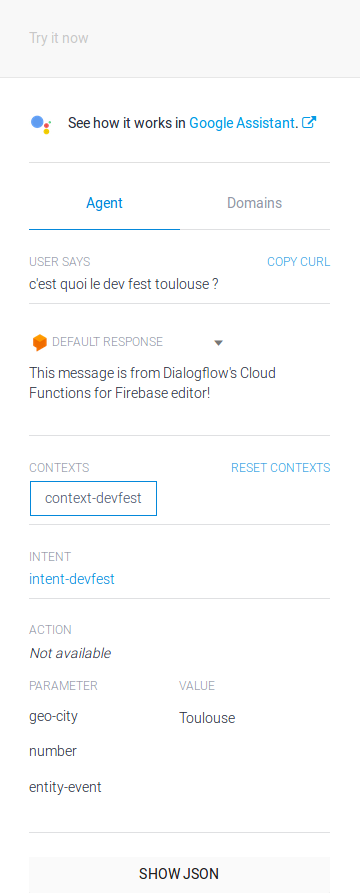 Try it now
See how it works in Google Assistant.
Agent Domains
USER SAYS COPY CURL
c'est quoi le dev fest toulouse ?
DEFAULT RESPONSE
This message is from Dialogflow's Cloud
Functions for Firebase editor!
CONTEXTS RESET CONTEXTS
context-devfest
INTENT
intent-devfest
ACTION
Not available
PARAMETER VALUE
geo-city Toulouse
number
entity-event
SHOW JSON